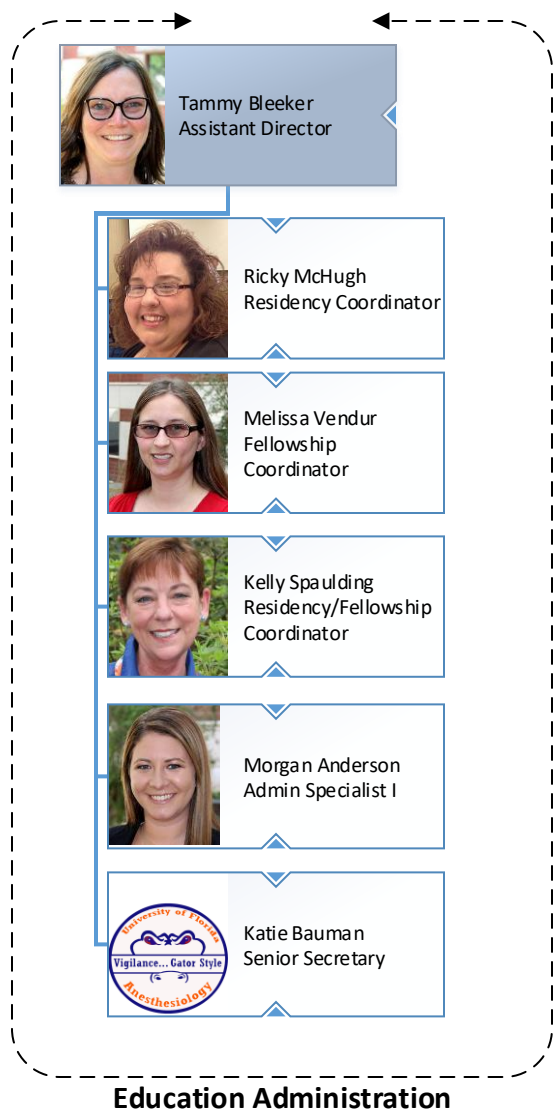 Tammy Bleeker
Assistant Director
Ricky McHugh
Residency Coordinator
Melissa Vendur
Fellowship
Coordinator
Kelly Spaulding
Residency/Fellowship
Coordinator
Morgan Anderson
Admin Specialist I
University of Florida
Vigilance... Gator Style
Anesthesiology
Katie Bauman
Senior Secretary
Education Administration